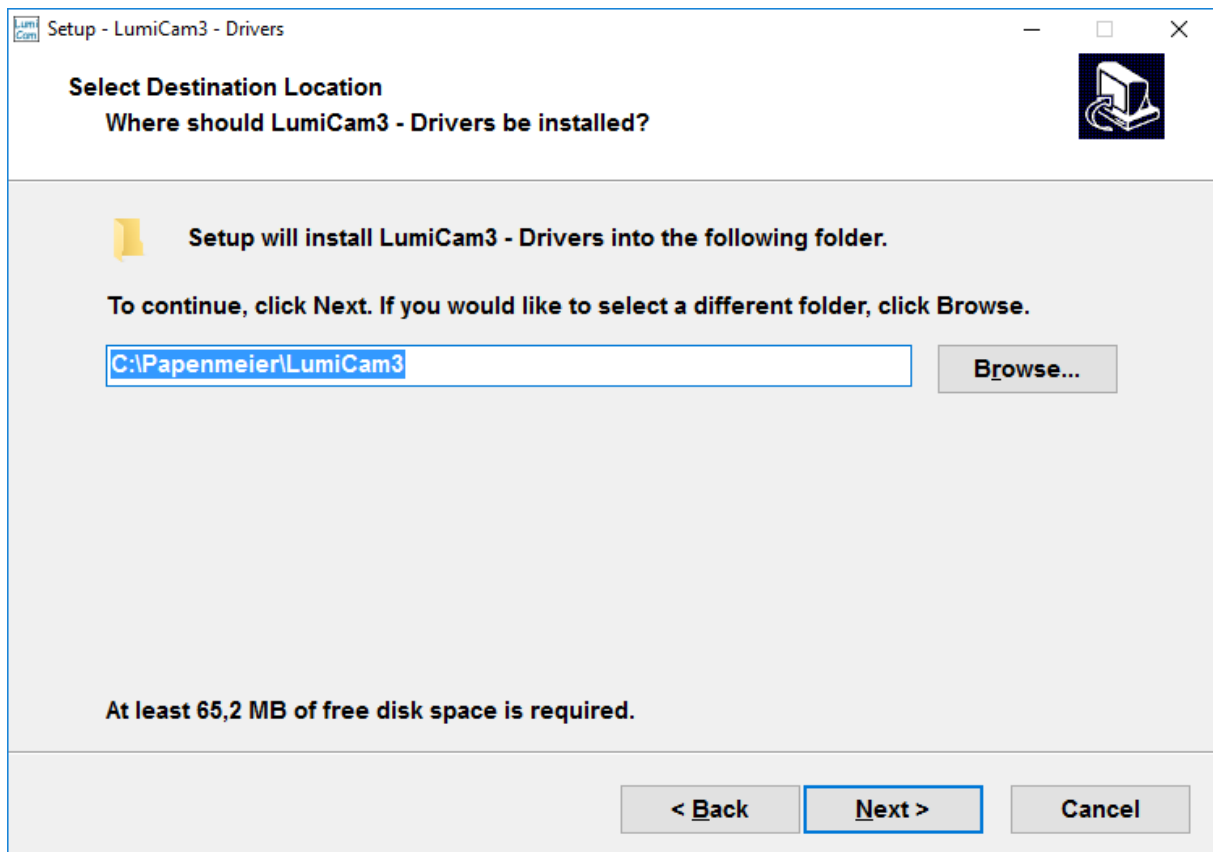 Lumi
Cam
Setup - LumiCam3 - Drivers
Select Destination Location
Where should LumiCam3 - Drivers be installed?
Setup will install LumiCam3 - Drivers into the following folder.
To continue, click Next. If you would like to select a different folder, click Browse.
C:\Papenmeier\LumiCam3
Browse...
At least 65,2 MB of free disk space is required.
< Back
Next >
Cancel